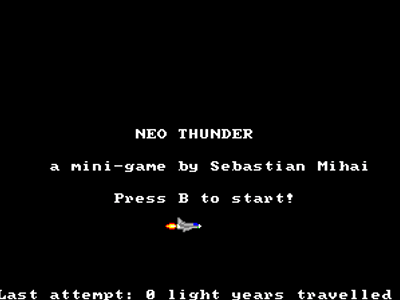 NEO THUNDER
a mini-game by Sebastian Mihai
Press B to start!
Last attempt: 0 light years travelled